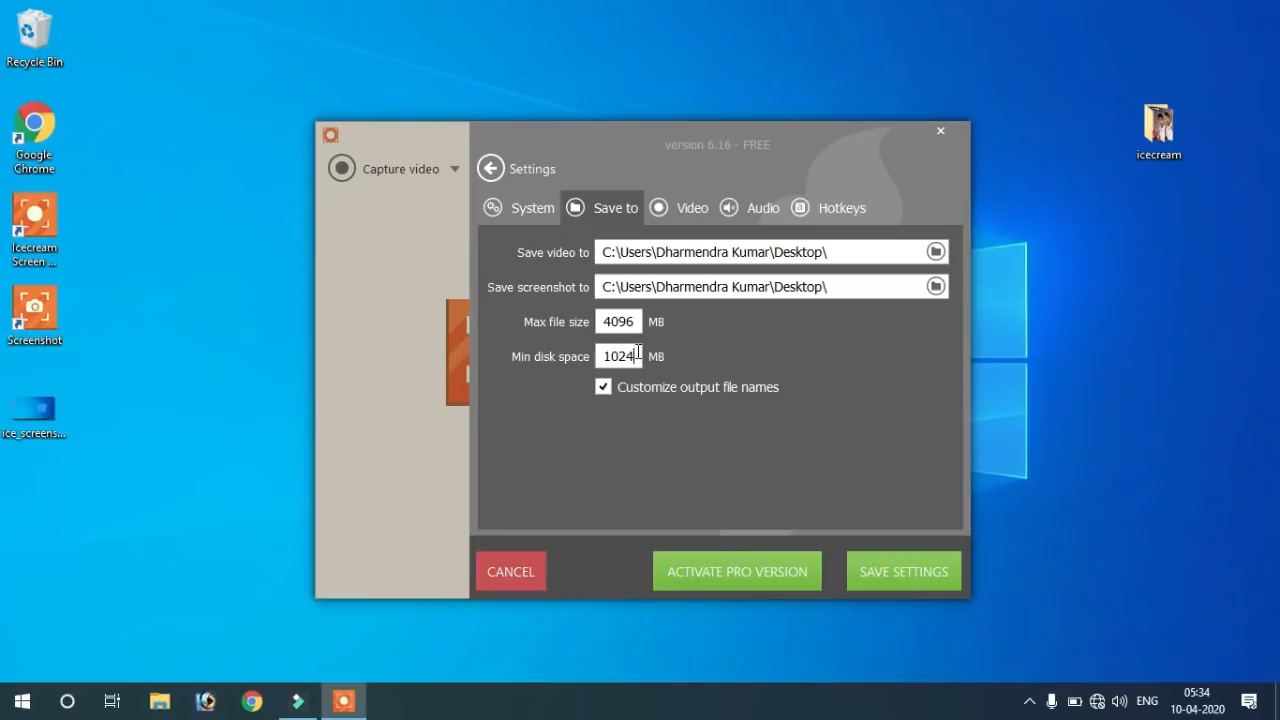 Recycle Bin
Google
Chrome
Icecream
Screen ...
Screenshot
ice_screens...
icecream
version 6.16 - FREE
Capture video
Settings
System
Save to
Video
Audio
Hotkeys
Save video to C:\Users\Dharmendra Kumar\Desktop\
Save screenshot to C:\Users\Dharmendra Kumar\Desktop\
Max file size 4096 MB
Min disk space 1024 MB
Customize output file names
CANCEL
ACTIVATE PRO VERSION
SAVE SETTINGS
ENG
05:34
10-04-2020